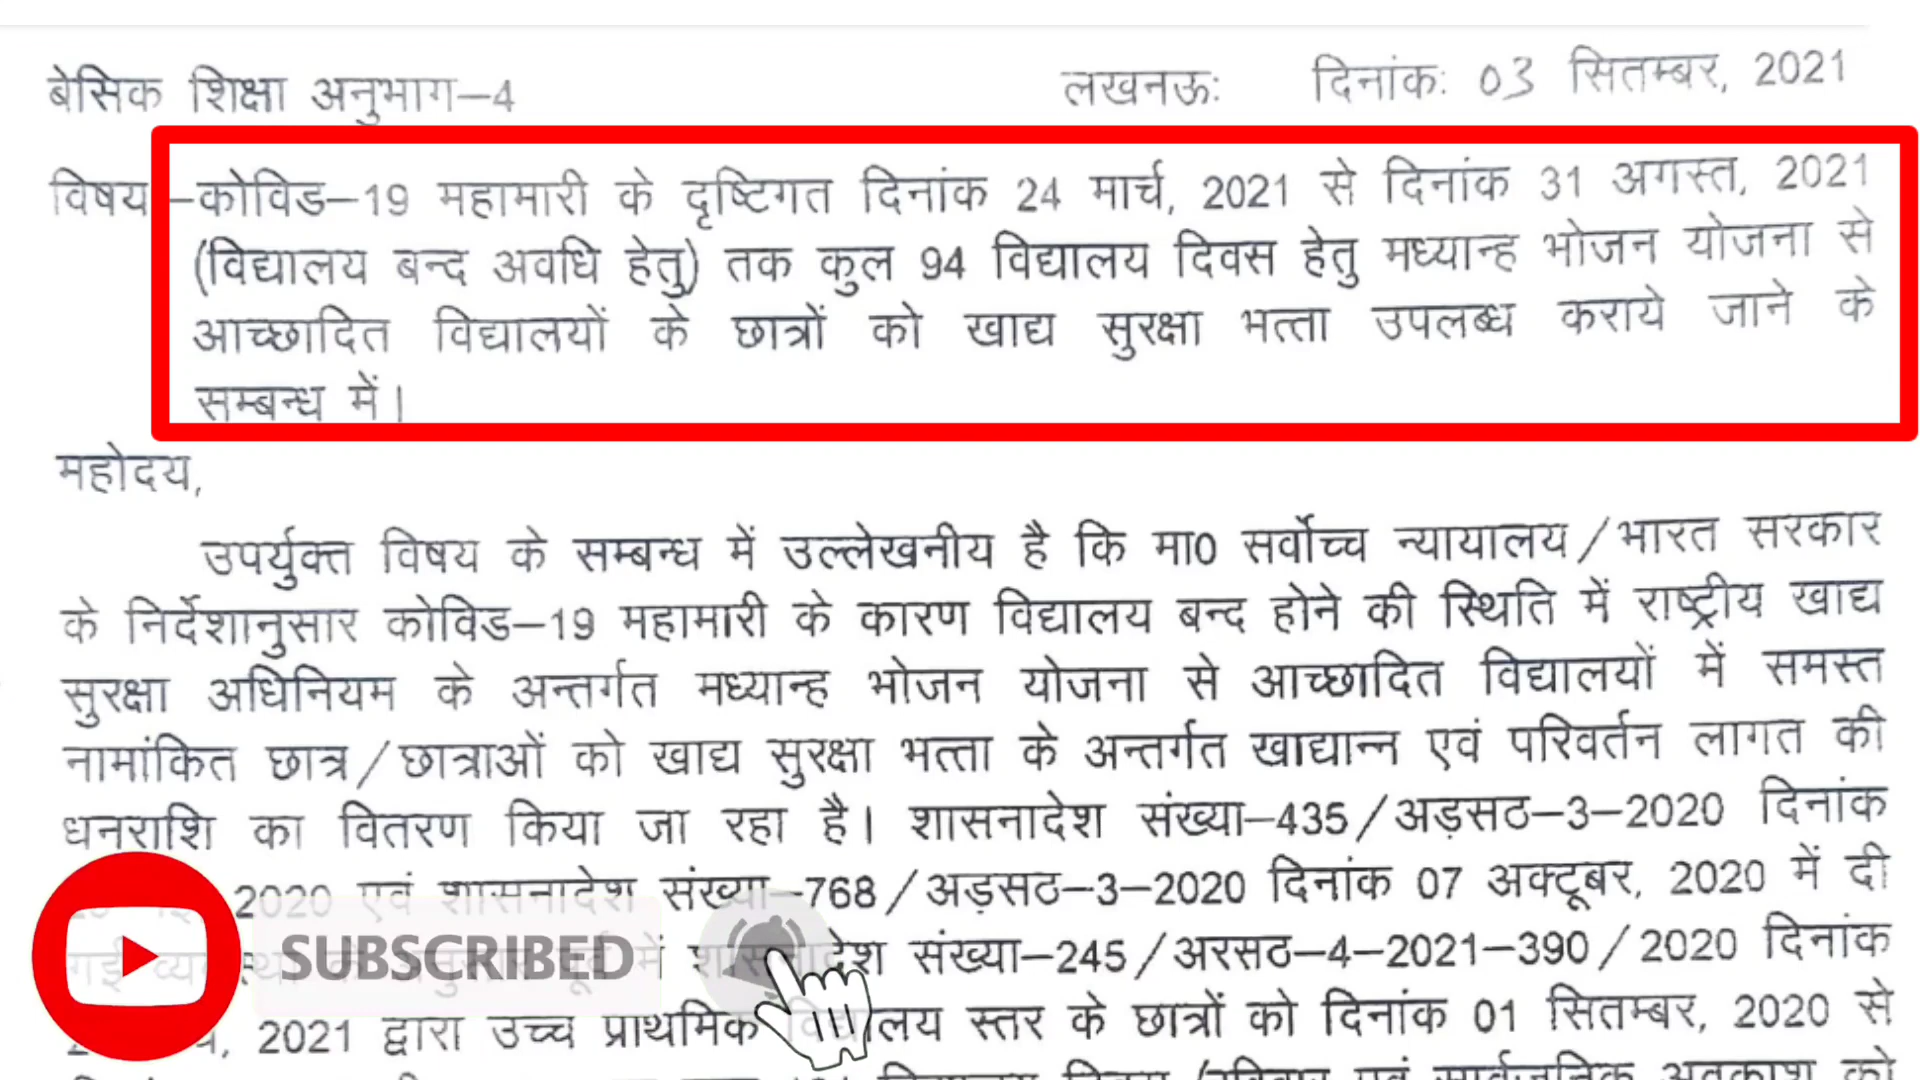 बेसिक शिक्षा अनुभाग–4 लखनऊः दिनांकः 03 सितम्बर, 2021
विषय –कोविड–19 महामारी के दृष्टिगत दिनांक 24 मार्च, 2021 से दिनांक 31 अगस्त, 2021
(विद्यालय बन्द अवधि हेतु) तक कुल 94 विद्यालय दिवस हेतु मध्यान्ह भोजन योजना से
आच्छादित विद्यालयों के छात्रों को खाद्य सुरक्षा भत्ता उपलब्ध कराये जाने के
सम्बन्ध में।
महोदय,
उपर्युक्त विषय के सम्बन्ध में उल्लेखनीय है कि मा0 सर्वोच्च न्यायालय/भारत सरकार
के निर्देशानुसार कोविड–19 महामारी के कारण विद्यालय बन्द होने की स्थिति में राष्ट्रीय खाद्य
सुरक्षा अधिनियम के अन्तर्गत मध्यान्ह भोजन योजना से आच्छादित विद्यालयों में समस्त
नामांकित छात्र/छात्राओं को खाद्य सुरक्षा भत्ता के अन्तर्गत खाद्यान्न एवं परिवर्तन लागत की
धनराशि का वितरण किया जा रहा है। शासनादेश संख्या–435/अड़सठ–3–2020 दिनांक
2020 एवं शासनादेश संख्या–768/अड़सठ–3–2020 दिनांक 07 अक्टूबर, 2020 में दी
SUBSCRIBED
में शासनादेश संख्या–245/अरसठ–4–2021–390/2020 दिनांक
2021 द्वारा उच्च प्राथमिक विद्यालय स्तर के छात्रों को दिनांक 01 सितम्बर, 2020 से